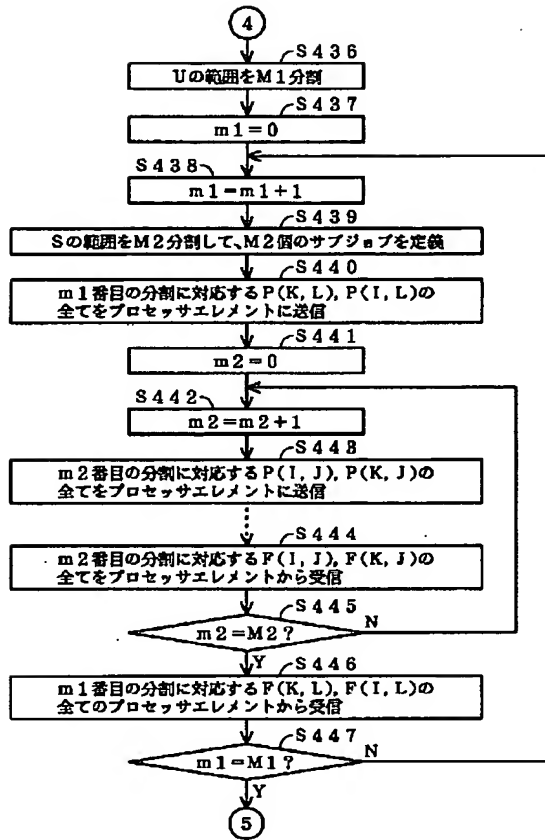 4
S436
Uの範囲をM1分割
S437
m1=0
S438
m1=m1+1
S439
Sの範囲をM2分割して、M2個のサブジョブを定義
S440
m1番目の分割に対応するP(K, L), P(I, L)の
全てをプロセッサエレメントに送信
S441
m2=0
S442
m2=m2+1
S443
m2番目の分割に対応するP(I, J), P(K, J)の
全てをプロセッサエレメントに送信
S444
m2番目の分割に対応するF(I, J), F(K, J)の
全てをプロセッサエレメントから受信
S445
m2=M2?
N
Y
S446
m1番目の分割に対応するF(K, L), F(I, L)の
全てのプロセッサエレメントから受信
S447
m1=M1?
N
Y
5